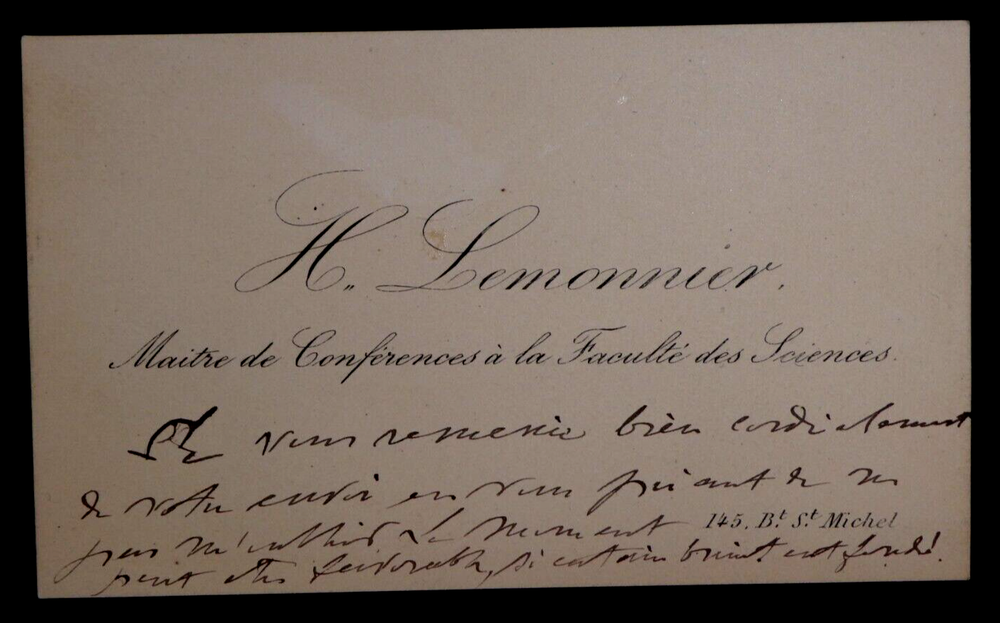 H. Lemonnier.
Maitre de Conférences à la Faculté des Sciences.
vous remercie bien cordialement
de votre envoi en vous priant de ne
145, Bt. St. Michel
pas m'oublier. Le moment
peut être favorable, si certain bruit est fondé.